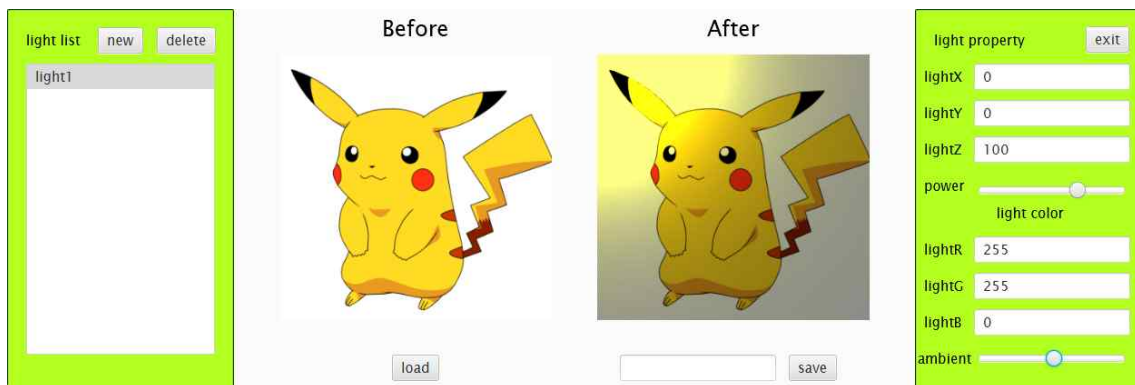 light list new delete
light1
Before
load
After
save
light property exit
lightX 0
lightY 0
lightZ 100
power
light color
lightR 255
lightG 255
lightB 0
ambient